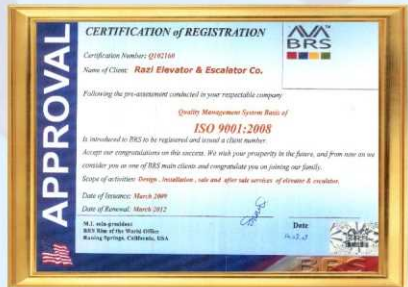 APPROVAL
CERTIFICATION of REGISTRATION
AVA
BRS
Certification Number: Q102160
Name of Client: Razi Elevator & Escalator Co.
Following the pre-assessment conducted in your respectable company
Quality Management System Basis of
ISO 9001:2008
is introduced to BRS to be registered and issued a client number.
Accept our congratulations on this success. We wish your prosperity in the future, and from now on we
consider you as one of BRS main clients and congratulate you on joining our family.
Scope of activities: Design, installation, sale and after sale services of elevator & esculator.
Date of Issuance: March 2009
Date of Renewal: March 2012
BRS Rim of the World Office
Running Springs, California, USA
Date
BRS